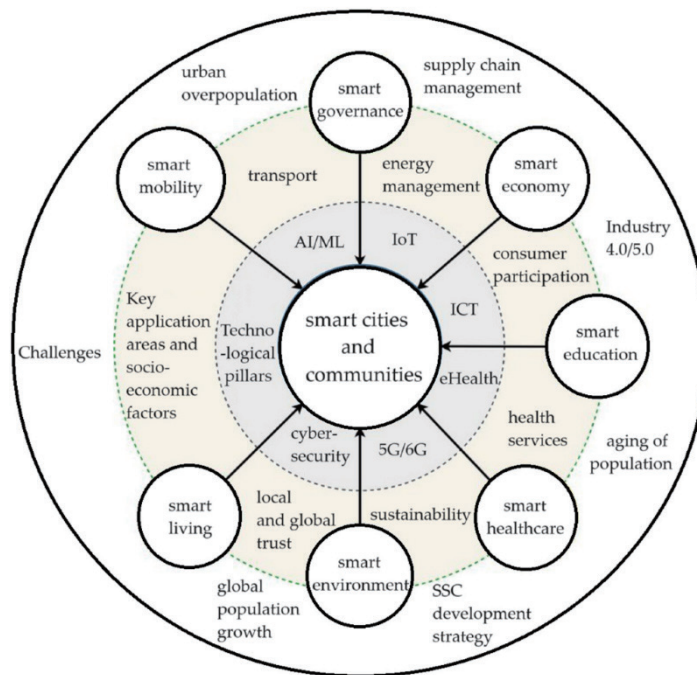 urban
overpopulation
smart
governance
supply chain
management
smart
mobility
transport
energy
management
smart
economy
AI/ML
IoT
Industry
4.0/5.0
consumer
participation
Key
application
areas and
socio-
economic
factors
Challenges
Techno
-logical
pillars
smart cities
and
communities
ICT
smart
education
eHealth
cyber-
security
5G/6G
health
services
aging of
population
smart
living
local
and global
trust
sustainability
smart
healthcare
smart
environment
global
population
growth
SSC
development
strategy